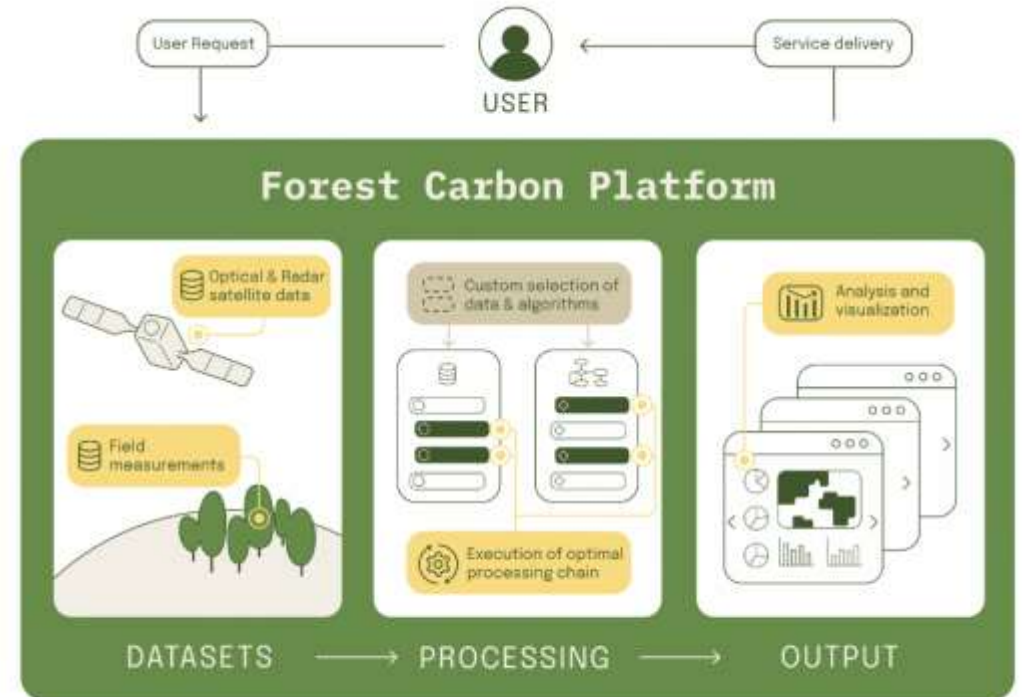 User Request
Service delivery
USER
Forest Carbon Platform
Optical & Radar
satellite data
Field
measurements
Custom selection of
data & algorithms
Execution of optimal
processing chain
Analysis and
visualization
DATASETS
PROCESSING
OUTPUT